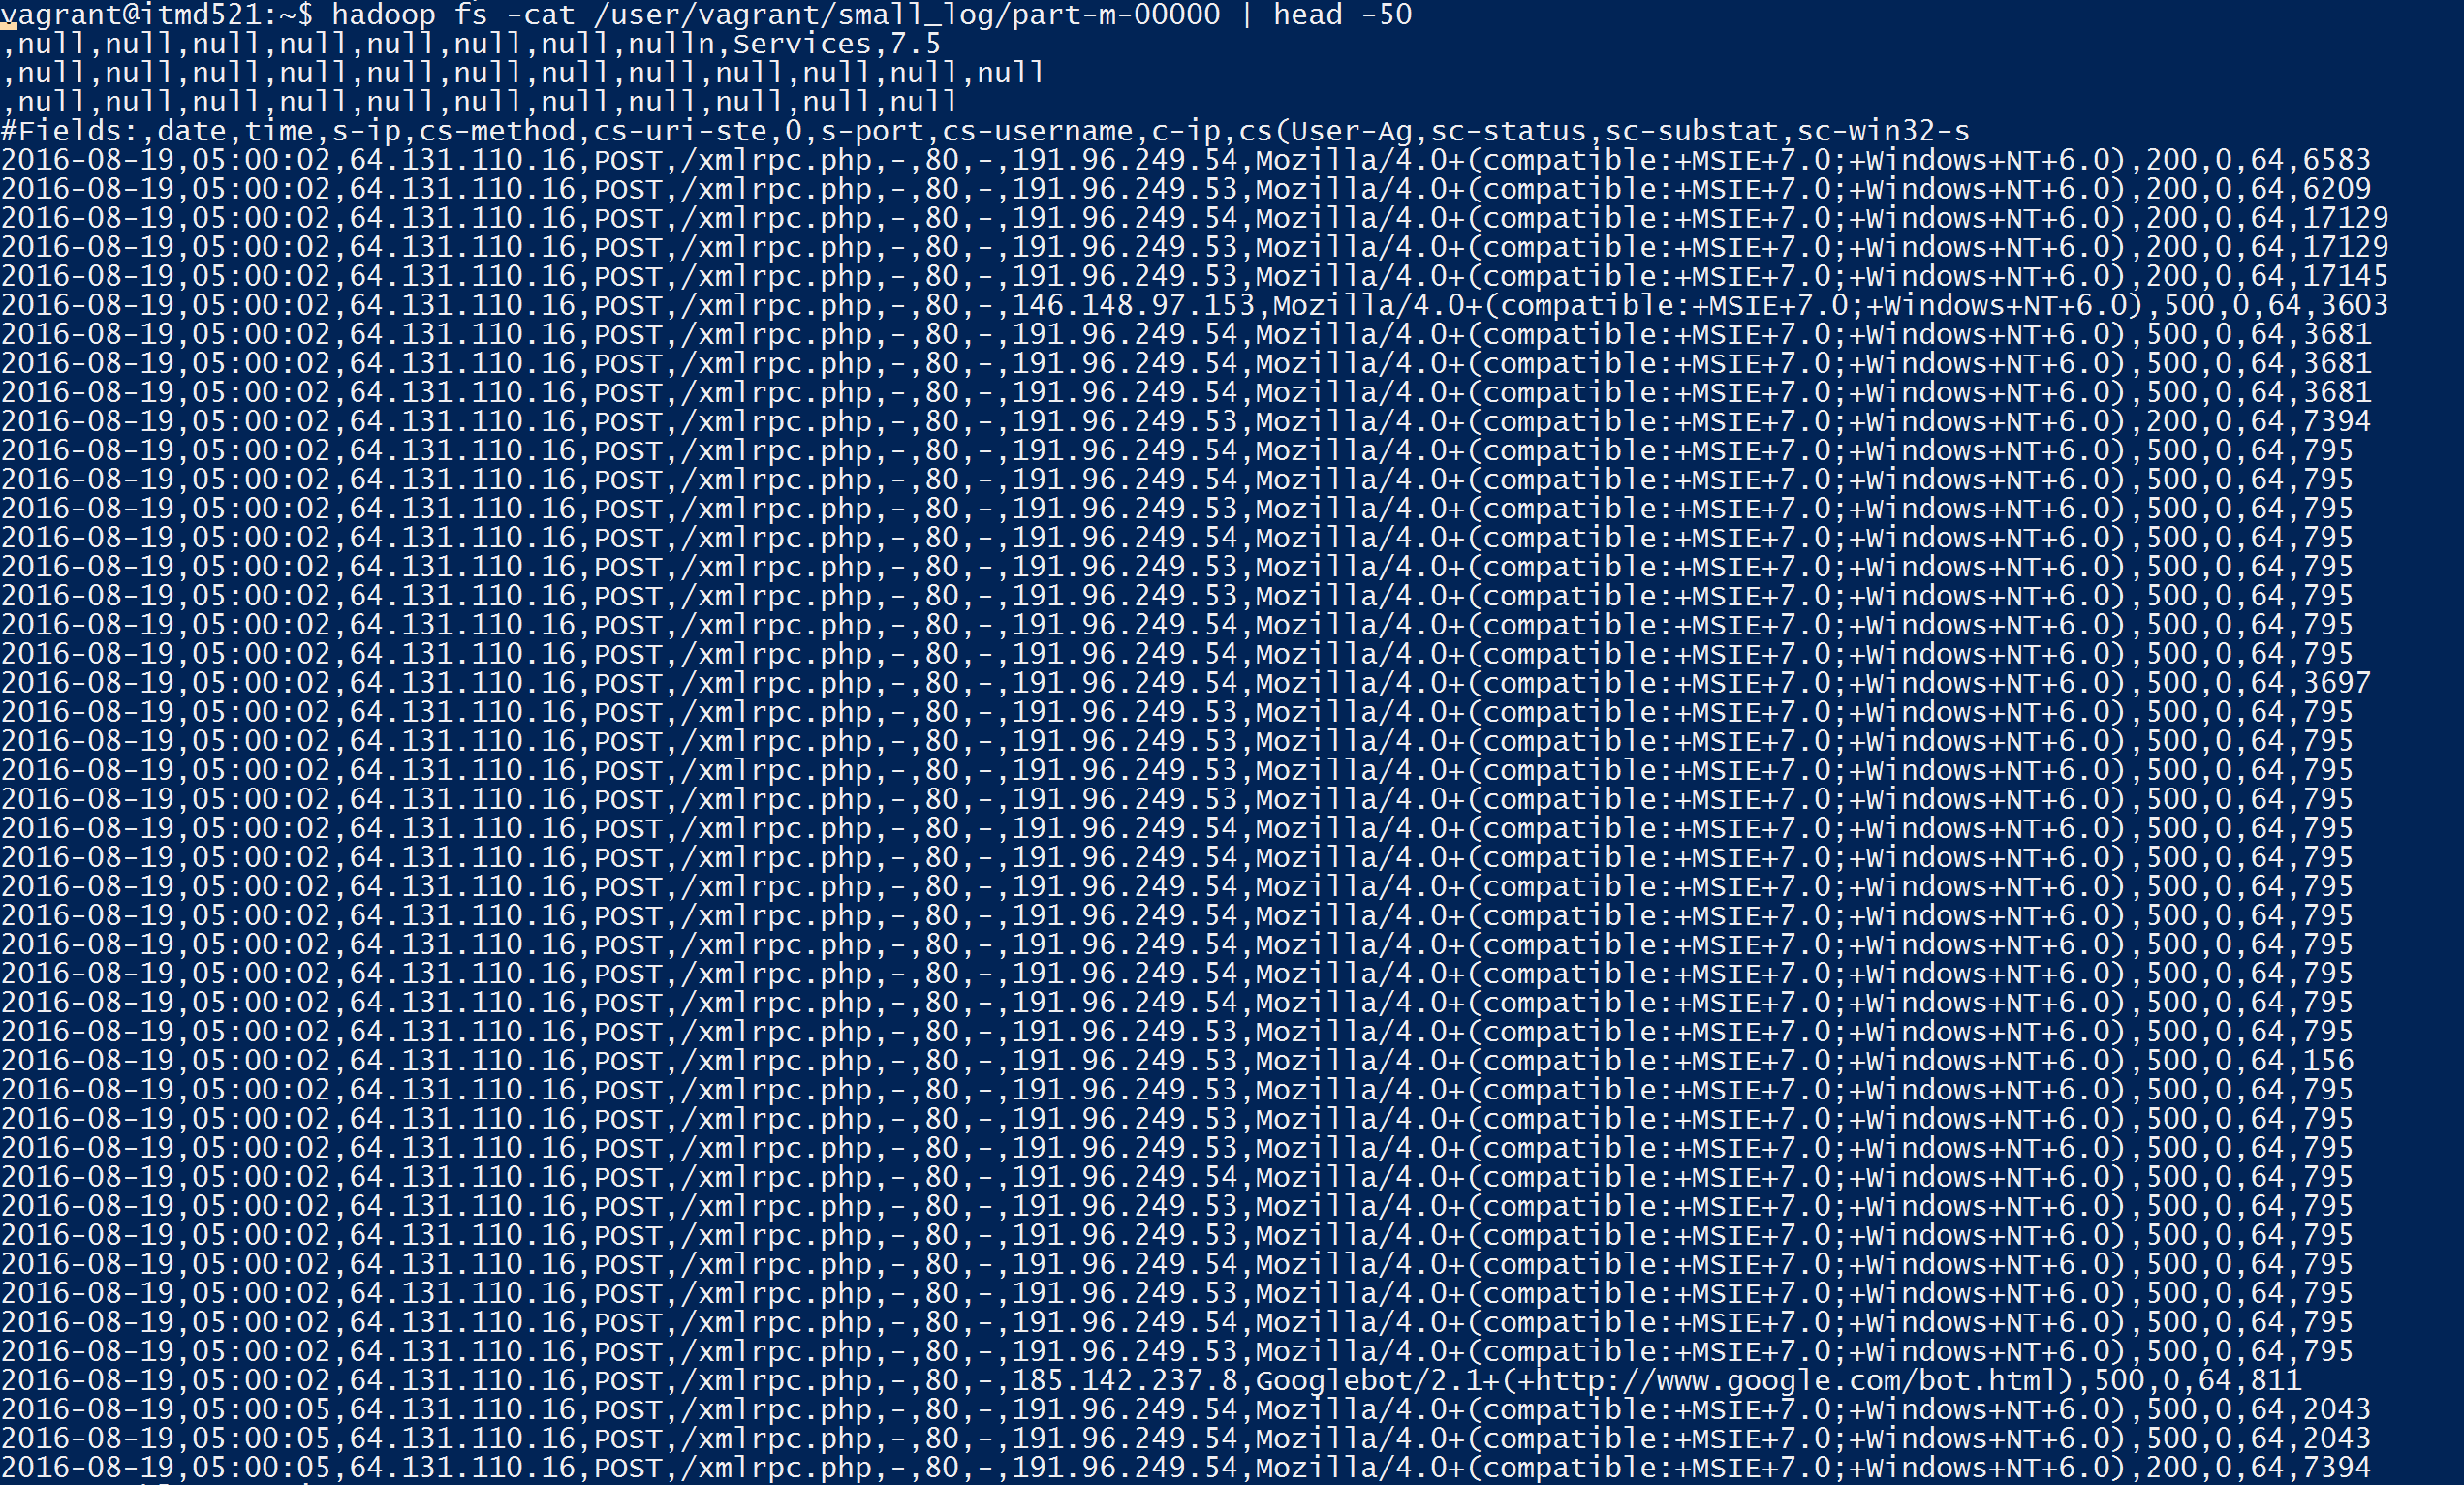 vagrant@itmd521:~$ hadoop fs -cat /user/vagrant/small_log/part-m-00000 | head -50
,null,null,null,null,null,null,null,nulln,Services,7.5
,null,null,null,null,null,null,null,null,null,null,null,null
,null,null,null,null,null,null,null,null,null,null,null
#Fields:,date,time,s-ip,cs-method,cs-uri-ste,0,s-port,cs-username,c-ip,cs(User-Ag,sc-status,sc-substat,sc-win32-s
2016-08-19,05:00:02,64.131.110.16,POST,/xmlrpc.php,-,80,-,191.96.249.54,Mozilla/4.0+(compatible:+MSIE+7.0;+Windows+NT+6.0),200,0,64,6583
2016-08-19,05:00:02,64.131.110.16,POST,/xmlrpc.php,-,80,-,191.96.249.53,Mozilla/4.0+(compatible:+MSIE+7.0;+Windows+NT+6.0),200,0,64,6209
2016-08-19,05:00:02,64.131.110.16,POST,/xmlrpc.php,-,80,-,191.96.249.54,Mozilla/4.0+(compatible:+MSIE+7.0;+Windows+NT+6.0),200,0,64,17129
2016-08-19,05:00:02,64.131.110.16,POST,/xmlrpc.php,-,80,-,191.96.249.53,Mozilla/4.0+(compatible:+MSIE+7.0;+Windows+NT+6.0),200,0,64,17129
2016-08-19,05:00:02,64.131.110.16,POST,/xmlrpc.php,-,80,-,191.96.249.53,Mozilla/4.0+(compatible:+MSIE+7.0;+Windows+NT+6.0),200,0,64,17145
2016-08-19,05:00:02,64.131.110.16,POST,/xmlrpc.php,-,80,-,146.148.97.153,Mozilla/4.0+(compatible:+MSIE+7.0;+Windows+NT+6.0),500,0,64,3603
2016-08-19,05:00:02,64.131.110.16,POST,/xmlrpc.php,-,80,-,191.96.249.54,Mozilla/4.0+(compatible:+MSIE+7.0;+Windows+NT+6.0),500,0,64,3681
2016-08-19,05:00:02,64.131.110.16,POST,/xmlrpc.php,-,80,-,191.96.249.54,Mozilla/4.0+(compatible:+MSIE+7.0;+Windows+NT+6.0),500,0,64,3681
2016-08-19,05:00:02,64.131.110.16,POST,/xmlrpc.php,-,80,-,191.96.249.54,Mozilla/4.0+(compatible:+MSIE+7.0;+Windows+NT+6.0),500,0,64,3681
2016-08-19,05:00:02,64.131.110.16,POST,/xmlrpc.php,-,80,-,191.96.249.53,Mozilla/4.0+(compatible:+MSIE+7.0;+Windows+NT+6.0),200,0,64,7394
2016-08-19,05:00:02,64.131.110.16,POST,/xmlrpc.php,-,80,-,191.96.249.54,Mozilla/4.0+(compatible:+MSIE+7.0;+Windows+NT+6.0),500,0,64,795
2016-08-19,05:00:02,64.131.110.16,POST,/xmlrpc.php,-,80,-,191.96.249.54,Mozilla/4.0+(compatible:+MSIE+7.0;+Windows+NT+6.0),500,0,64,795
2016-08-19,05:00:02,64.131.110.16,POST,/xmlrpc.php,-,80,-,191.96.249.53,Mozilla/4.0+(compatible:+MSIE+7.0;+Windows+NT+6.0),500,0,64,795
2016-08-19,05:00:02,64.131.110.16,POST,/xmlrpc.php,-,80,-,191.96.249.54,Mozilla/4.0+(compatible:+MSIE+7.0;+Windows+NT+6.0),500,0,64,795
2016-08-19,05:00:02,64.131.110.16,POST,/xmlrpc.php,-,80,-,191.96.249.53,Mozilla/4.0+(compatible:+MSIE+7.0;+Windows+NT+6.0),500,0,64,795
2016-08-19,05:00:02,64.131.110.16,POST,/xmlrpc.php,-,80,-,191.96.249.53,Mozilla/4.0+(compatible:+MSIE+7.0;+Windows+NT+6.0),500,0,64,795
2016-08-19,05:00:02,64.131.110.16,POST,/xmlrpc.php,-,80,-,191.96.249.54,Mozilla/4.0+(compatible:+MSIE+7.0;+Windows+NT+6.0),500,0,64,795
2016-08-19,05:00:02,64.131.110.16,POST,/xmlrpc.php,-,80,-,191.96.249.54,Mozilla/4.0+(compatible:+MSIE+7.0;+Windows+NT+6.0),500,0,64,795
2016-08-19,05:00:02,64.131.110.16,POST,/xmlrpc.php,-,80,-,191.96.249.54,Mozilla/4.0+(compatible:+MSIE+7.0;+Windows+NT+6.0),500,0,64,3697
2016-08-19,05:00:02,64.131.110.16,POST,/xmlrpc.php,-,80,-,191.96.249.53,Mozilla/4.0+(compatible:+MSIE+7.0;+Windows+NT+6.0),500,0,64,795
2016-08-19,05:00:02,64.131.110.16,POST,/xmlrpc.php,-,80,-,191.96.249.53,Mozilla/4.0+(compatible:+MSIE+7.0;+Windows+NT+6.0),500,0,64,795
2016-08-19,05:00:02,64.131.110.16,POST,/xmlrpc.php,-,80,-,191.96.249.53,Mozilla/4.0+(compatible:+MSIE+7.0;+Windows+NT+6.0),500,0,64,795
2016-08-19,05:00:02,64.131.110.16,POST,/xmlrpc.php,-,80,-,191.96.249.53,Mozilla/4.0+(compatible:+MSIE+7.0;+Windows+NT+6.0),500,0,64,795
2016-08-19,05:00:02,64.131.110.16,POST,/xmlrpc.php,-,80,-,191.96.249.54,Mozilla/4.0+(compatible:+MSIE+7.0;+Windows+NT+6.0),500,0,64,795
2016-08-19,05:00:02,64.131.110.16,POST,/xmlrpc.php,-,80,-,191.96.249.54,Mozilla/4.0+(compatible:+MSIE+7.0;+Windows+NT+6.0),500,0,64,795
2016-08-19,05:00:02,64.131.110.16,POST,/xmlrpc.php,-,80,-,191.96.249.54,Mozilla/4.0+(compatible:+MSIE+7.0;+Windows+NT+6.0),500,0,64,795
2016-08-19,05:00:02,64.131.110.16,POST,/xmlrpc.php,-,80,-,191.96.249.54,Mozilla/4.0+(compatible:+MSIE+7.0;+Windows+NT+6.0),500,0,64,795
2016-08-19,05:00:02,64.131.110.16,POST,/xmlrpc.php,-,80,-,191.96.249.54,Mozilla/4.0+(compatible:+MSIE+7.0;+Windows+NT+6.0),500,0,64,795
2016-08-19,05:00:02,64.131.110.16,POST,/xmlrpc.php,-,80,-,191.96.249.53,Mozilla/4.0+(compatible:+MSIE+7.0;+Windows+NT+6.0),500,0,64,795
2016-08-19,05:00:02,64.131.110.16,POST,/xmlrpc.php,-,80,-,191.96.249.54,Mozilla/4.0+(compatible:+MSIE+7.0;+Windows+NT+6.0),500,0,64,795
2016-08-19,05:00:02,64.131.110.16,POST,/xmlrpc.php,-,80,-,191.96.249.53,Mozilla/4.0+(compatible:+MSIE+7.0;+Windows+NT+6.0),500,0,64,795
2016-08-19,05:00:02,64.131.110.16,POST,/xmlrpc.php,-,80,-,191.96.249.53,Mozilla/4.0+(compatible:+MSIE+7.0;+Windows+NT+6.0),500,0,64,156
2016-08-19,05:00:02,64.131.110.16,POST,/xmlrpc.php,-,80,-,191.96.249.53,Mozilla/4.0+(compatible:+MSIE+7.0;+Windows+NT+6.0),500,0,64,795
2016-08-19,05:00:02,64.131.110.16,POST,/xmlrpc.php,-,80,-,191.96.249.53,Mozilla/4.0+(compatible:+MSIE+7.0;+Windows+NT+6.0),500,0,64,795
2016-08-19,05:00:02,64.131.110.16,POST,/xmlrpc.php,-,80,-,191.96.249.53,Mozilla/4.0+(compatible:+MSIE+7.0;+Windows+NT+6.0),500,0,64,795
2016-08-19,05:00:02,64.131.110.16,POST,/xmlrpc.php,-,80,-,191.96.249.54,Mozilla/4.0+(compatible:+MSIE+7.0;+Windows+NT+6.0),500,0,64,795
2016-08-19,05:00:02,64.131.110.16,POST,/xmlrpc.php,-,80,-,191.96.249.53,Mozilla/4.0+(compatible:+MSIE+7.0;+Windows+NT+6.0),500,0,64,795
2016-08-19,05:00:02,64.131.110.16,POST,/xmlrpc.php,-,80,-,191.96.249.54,Mozilla/4.0+(compatible:+MSIE+7.0;+Windows+NT+6.0),500,0,64,795
2016-08-19,05:00:02,64.131.110.16,POST,/xmlrpc.php,-,80,-,191.96.249.54,Mozilla/4.0+(compatible:+MSIE+7.0;+Windows+NT+6.0),500,0,64,795
2016-08-19,05:00:02,64.131.110.16,POST,/xmlrpc.php,-,80,-,191.96.249.53,Mozilla/4.0+(compatible:+MSIE+7.0;+Windows+NT+6.0),500,0,64,795
2016-08-19,05:00:02,64.131.110.16,POST,/xmlrpc.php,-,80,-,191.96.249.54,Mozilla/4.0+(compatible:+MSIE+7.0;+Windows+NT+6.0),500,0,64,795
2016-08-19,05:00:02,64.131.110.16,POST,/xmlrpc.php,-,80,-,191.96.249.53,Mozilla/4.0+(compatible:+MSIE+7.0;+Windows+NT+6.0),500,0,64,795
2016-08-19,05:00:02,64.131.110.16,POST,/xmlrpc.php,-,80,-,185.142.237.8,Googlebot/2.1+(+http://www.google.com/bot.html),500,0,64,811
2016-08-19,05:00:05,64.131.110.16,POST,/xmlrpc.php,-,80,-,191.96.249.54,Mozilla/4.0+(compatible:+MSIE+7.0;+Windows+NT+6.0),500,0,64,2043
2016-08-19,05:00:05,64.131.110.16,POST,/xmlrpc.php,-,80,-,191.96.249.54,Mozilla/4.0+(compatible:+MSIE+7.0;+Windows+NT+6.0),500,0,64,2043
2016-08-19,05:00:05,64.131.110.16,POST,/xmlrpc.php,-,80,-,191.96.249.54,Mozilla/4.0+(compatible:+MSIE+7.0;+Windows+NT+6.0),200,0,64,7394